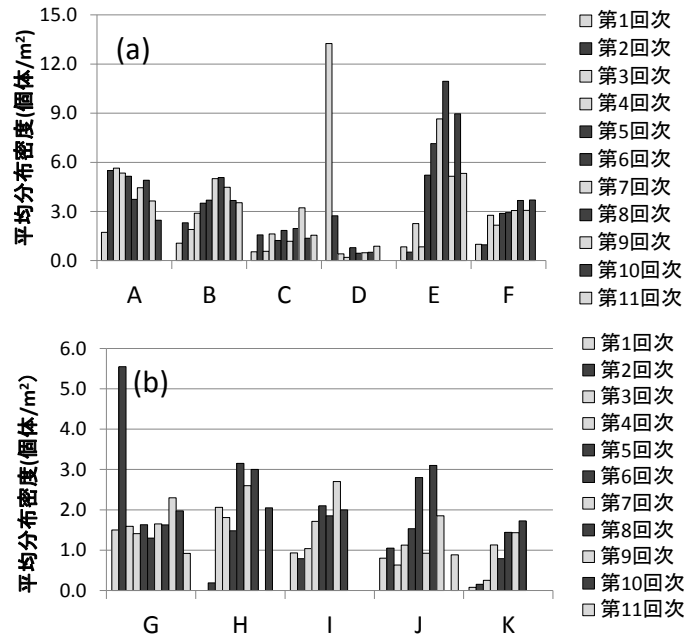 (a)
平均分布密度(個体/m²)
15.0
12.0
9.0
6.0
3.0
0.0
A B C D E F
第1回次
第2回次
第3回次
第4回次
第5回次
第6回次
第7回次
第8回次
第9回次
第10回次
第11回次
(b)
平均分布密度(個体/m²)
6.0
5.0
4.0
3.0
2.0
1.0
0.0
G H I J K
第1回次
第2回次
第3回次
第4回次
第5回次
第6回次
第7回次
第8回次
第9回次
第10回次
第11回次